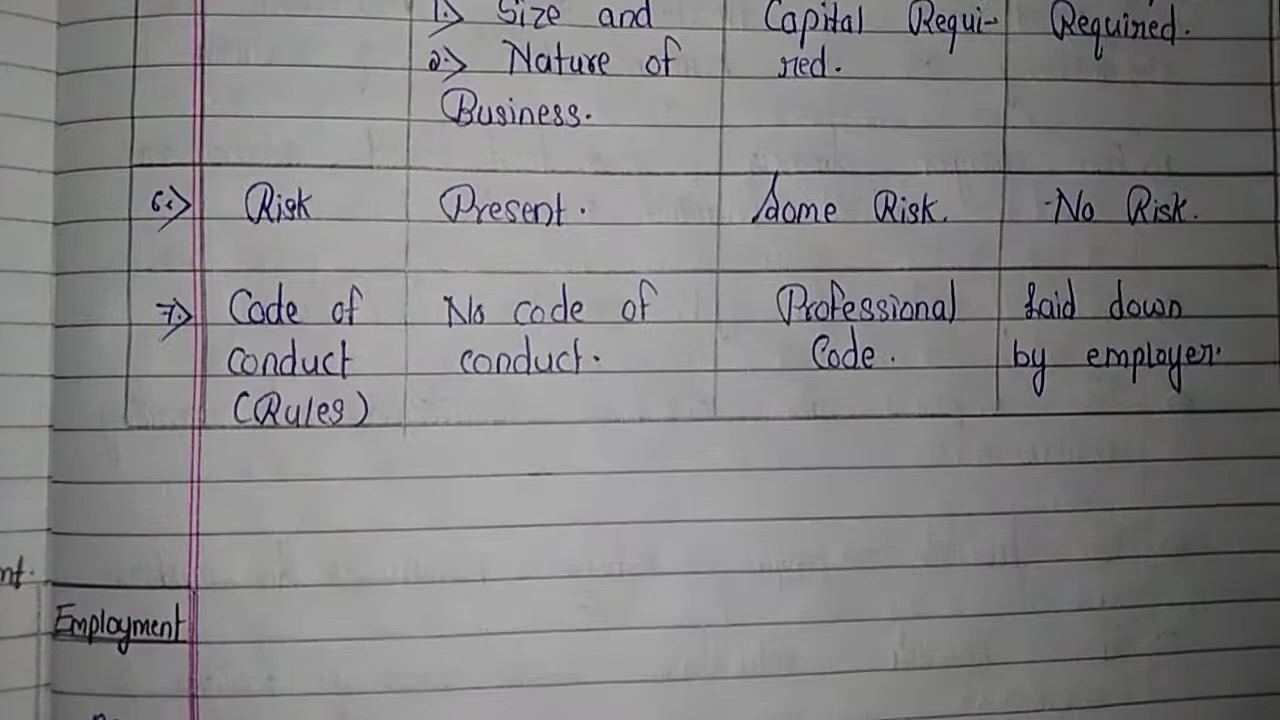 1.> Size and Capital Requi- Required.
2.> Nature of red.
Business.
6.> Risk Present. Some Risk. No Risk.
7.> Code of No code of Professional Laid down
conduct conduct. Code. by employer.
(Rules)
Employment